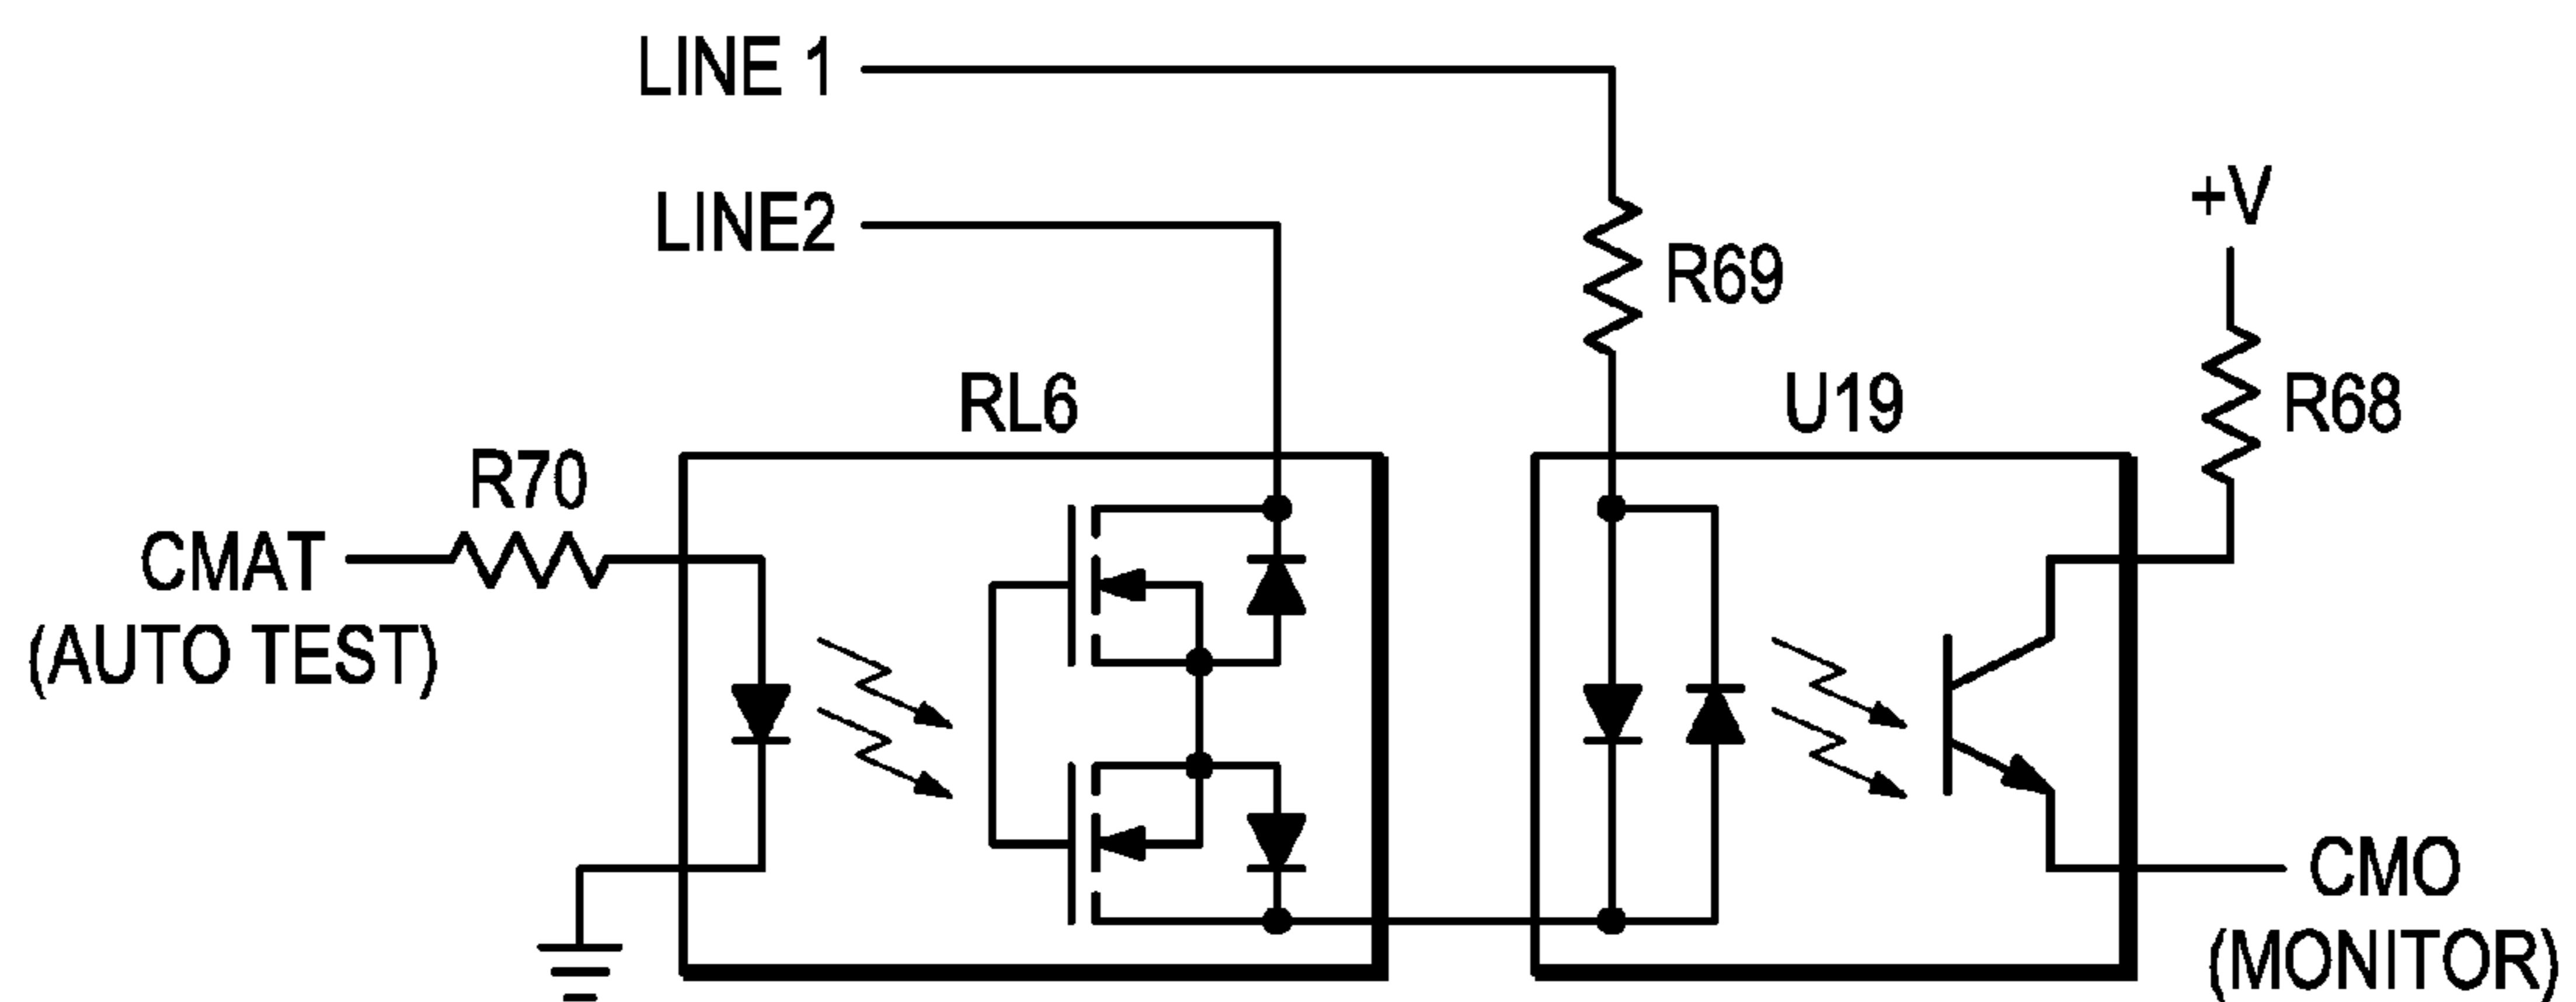 LINE 1
LINE2
+V
R69
RL6
U19
R68
R70
CMAT
(AUTO TEST)
CMO
(MONITOR)